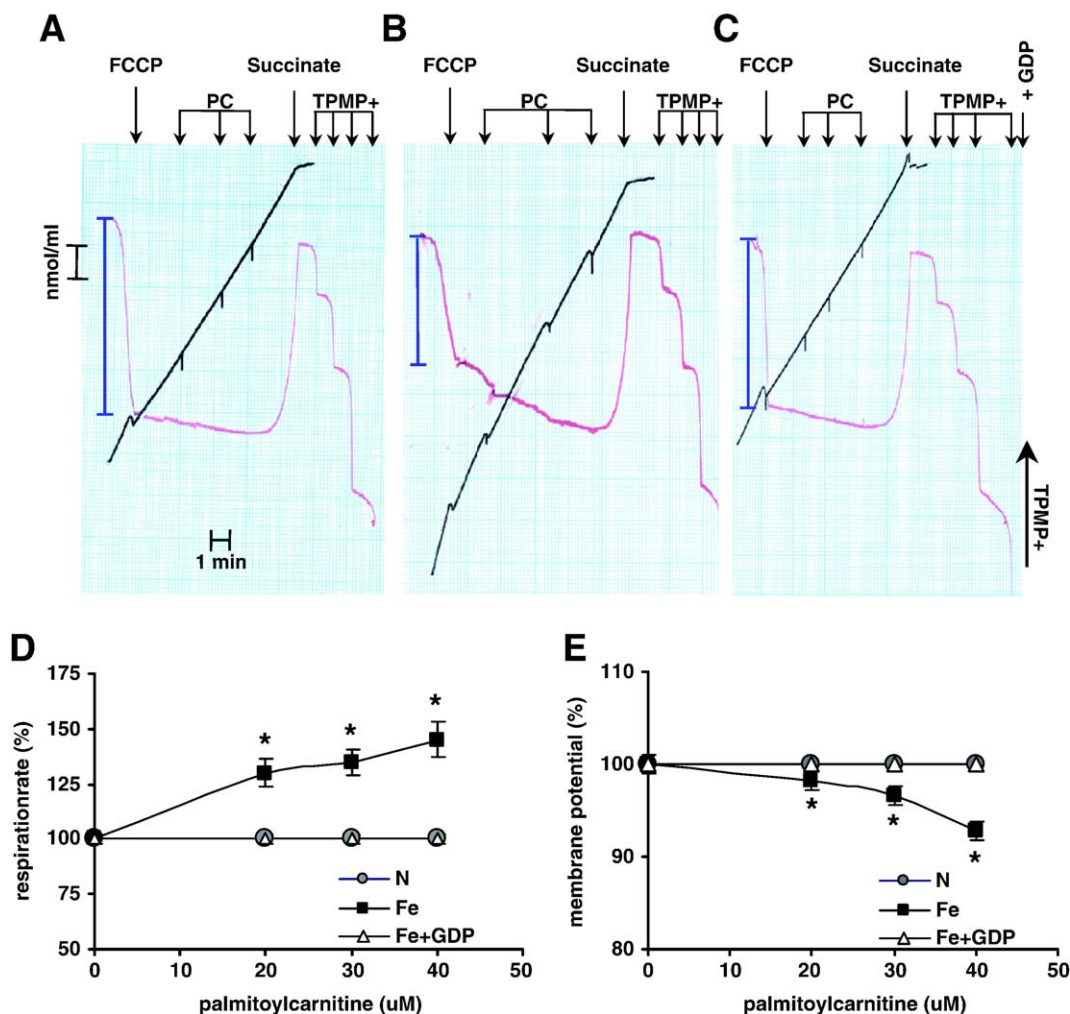 A
B
C
FCCP
Succinate
PC
TPMP+
FCCP
Succinate
PC
TPMP+
FCCP
Succinate
PC
TPMP+
+ GDP
nmol/ml
1 min
TPMP+
D
175
150
125
100
75
50
respirationrate (%)
*
*
*
N
Fe
Fe+GDP
0
10
20
30
40
50
palmitoylcarnitine (uM)
E
110
100
90
80
membrane potential (%)
*
*
*
N
Fe
Fe+GDP
0
10
20
30
40
50
palmitoylcarnitine (uM)